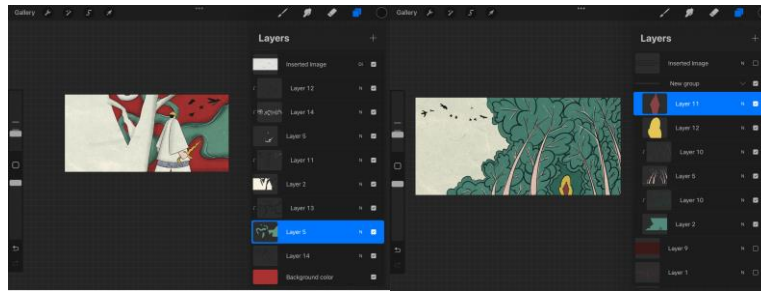 Gallery
Layers
Inserted Image
Layer 12 N
Layer 14 N
Layer 5 N
Layer 11 N
Layer 2 N
Layer 13 N
Layer 5 N
Layer 14 N
Background color
Gallery
Layers
Inserted Image N
New group
Layer 11 N
Layer 12 N
Layer 10 N
Layer 5 N
Layer 10 N
Layer 2 N
Layer 9 N
Layer 1 N